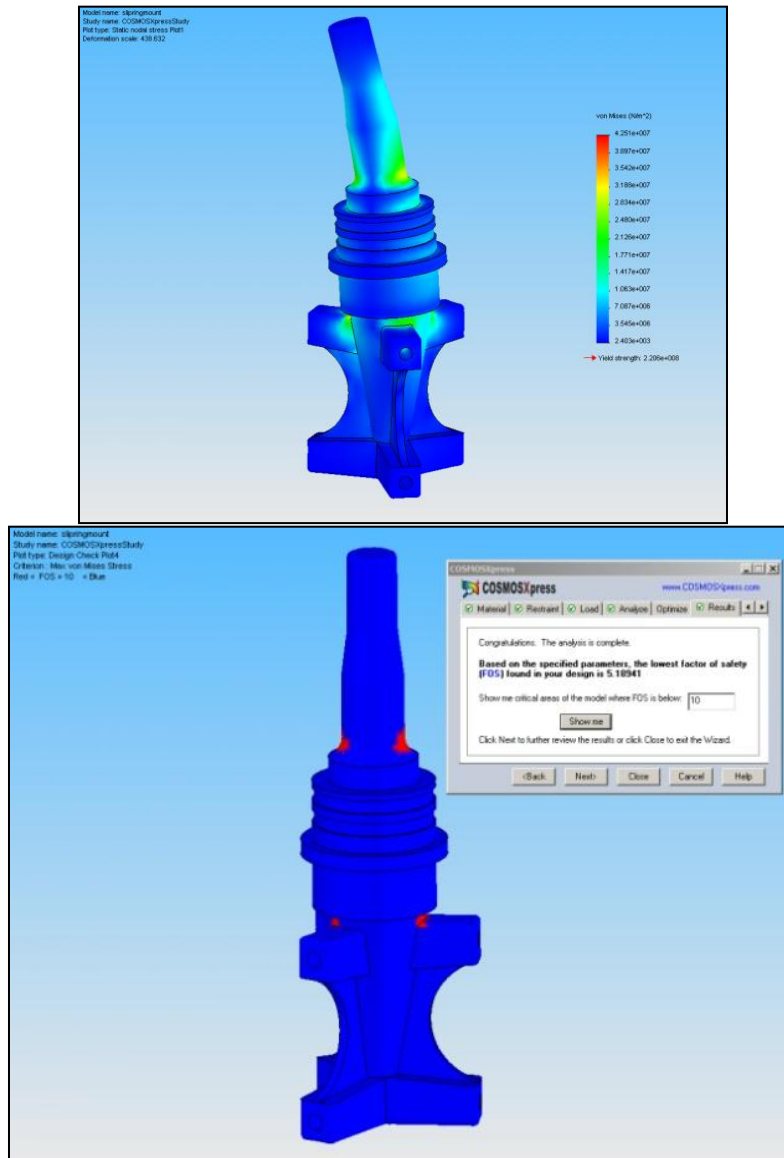 Model name: slipringmount
Study name: COSMOSXpressStudy
Plot type: Static nodal stress Plot1
Deformation scale: 438.632
von Mises (N/m^2)
4.251e+007
3.897e+007
3.542e+007
3.188e+007
2.834e+007
2.480e+007
2.126e+007
1.771e+007
1.417e+007
1.063e+007
7.087e+006
3.545e+006
2.483e+003
Yield strength: 2.206e+008
Model name: slipringmount
Study name: COSMOSXpressStudy
Plot type: Design Check Plot4
Criterion : Max von Mises Stress
Red < FOS = 10 < Blue
COSMOSXpress
COSMOSXpress www.COSMOSXpress.com
Material Restraint Load Analyze Optimize Results
Congratulations. The analysis is complete.
Based on the specified parameters, the lowest factor of safety
(FOS) found in your design is 5.18941
Show me critical areas of the model where FOS is below: 10
Show me
Click Next to further review the results or click Close to exit the Wizard.
<Back Next> Close Cancel Help